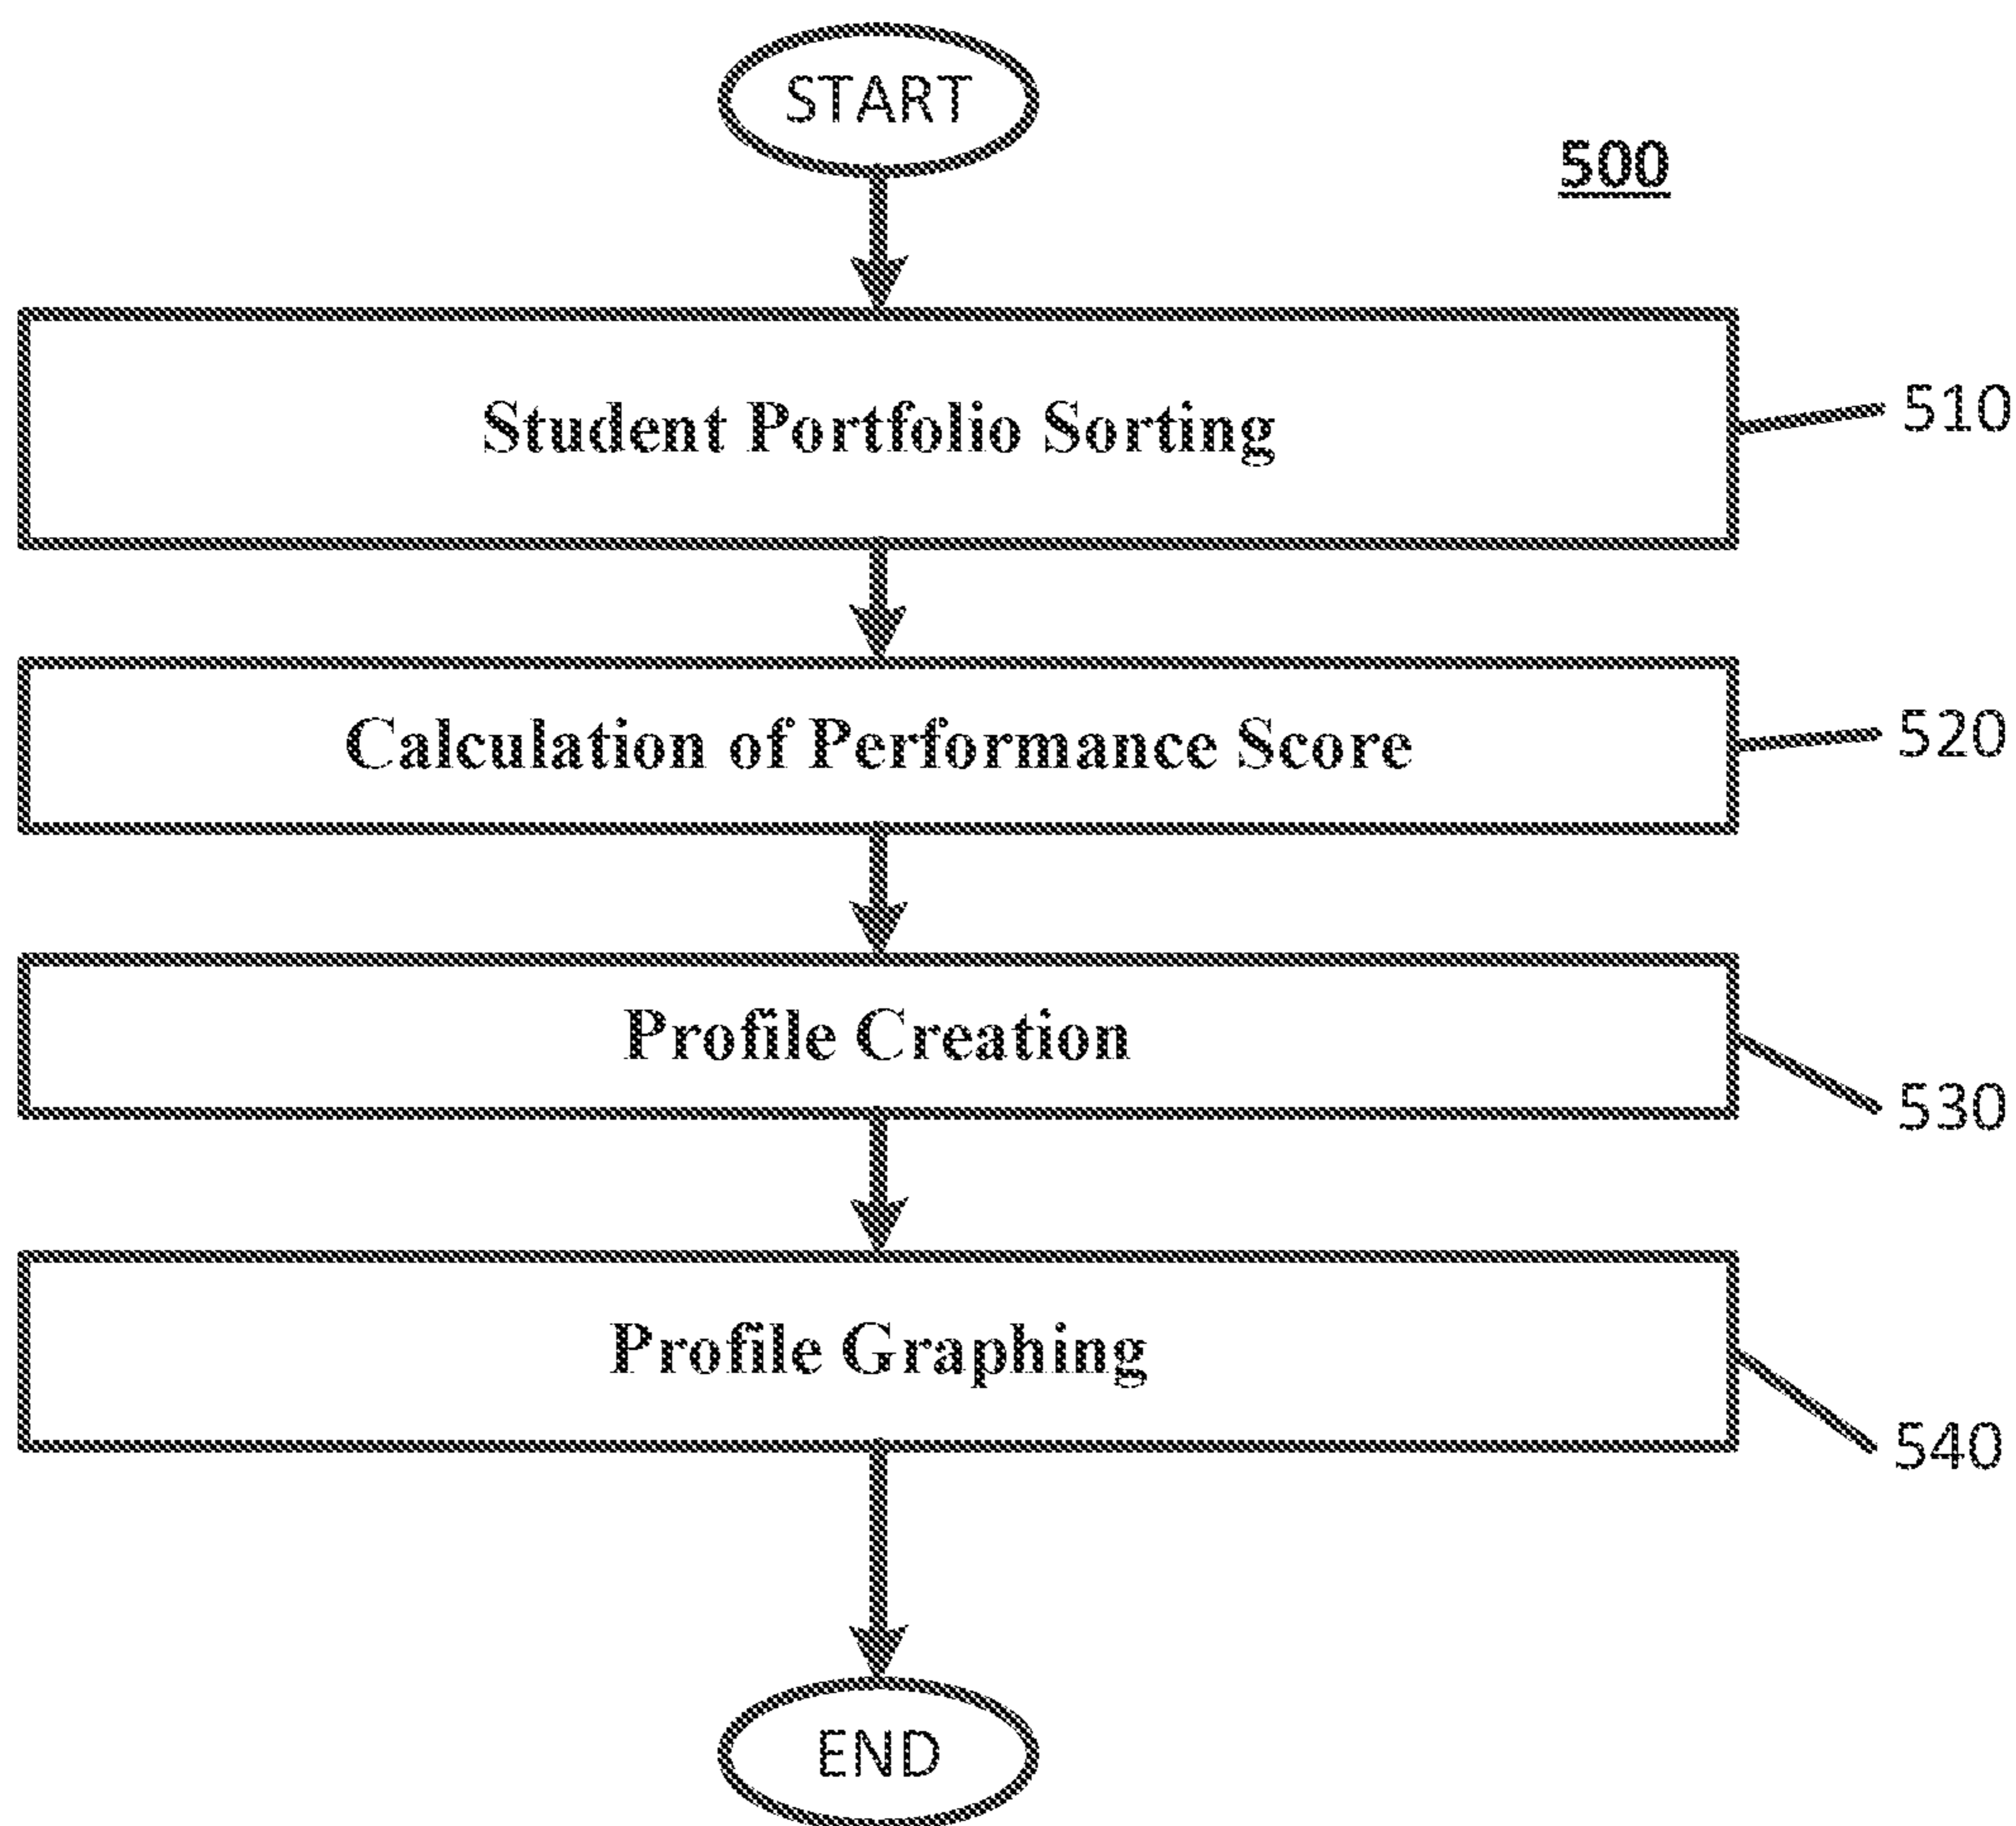 START
500
Student Portfolio Sorting
510
Calculation of Performance Score
520
Profile Creation
530
Profile Graphing
540
END